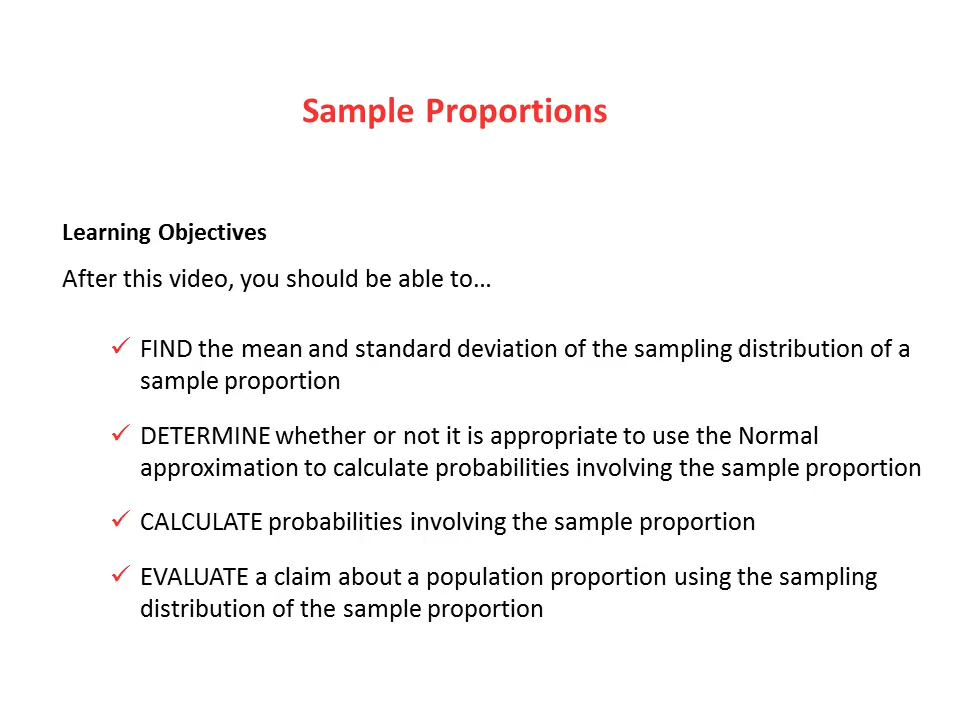 Sample Proportions
Learning Objectives
After this video, you should be able to…
✓ FIND the mean and standard deviation of the sampling distribution of a
sample proportion
✓ DETERMINE whether or not it is appropriate to use the Normal
approximation to calculate probabilities involving the sample proportion
✓ CALCULATE probabilities involving the sample proportion
✓ EVALUATE a claim about a population proportion using the sampling
distribution of the sample proportion